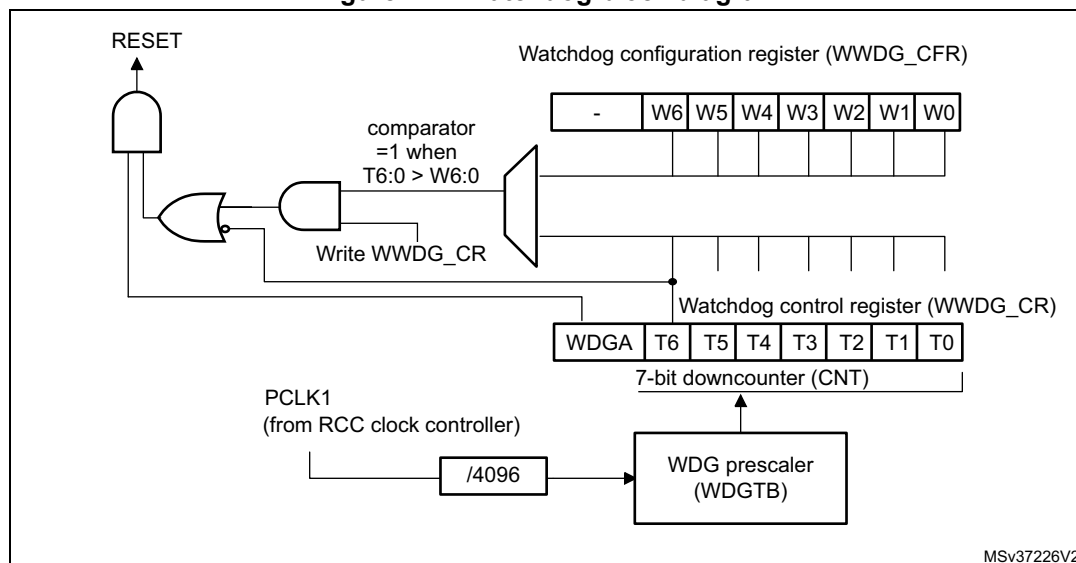 RESET
Watchdog configuration register (WWDG_CFR)
- W6 W5 W4 W3 W2 W1 W0
comparator
=1 when
T6:0 > W6:0
Write WWDG_CR
Watchdog control register (WWDG_CR)
WDGA T6 T5 T4 T3 T2 T1 T0
7-bit downcounter (CNT)
PCLK1
(from RCC clock controller)
/4096
WDG prescaler
(WDGTB)
MSv37226V2